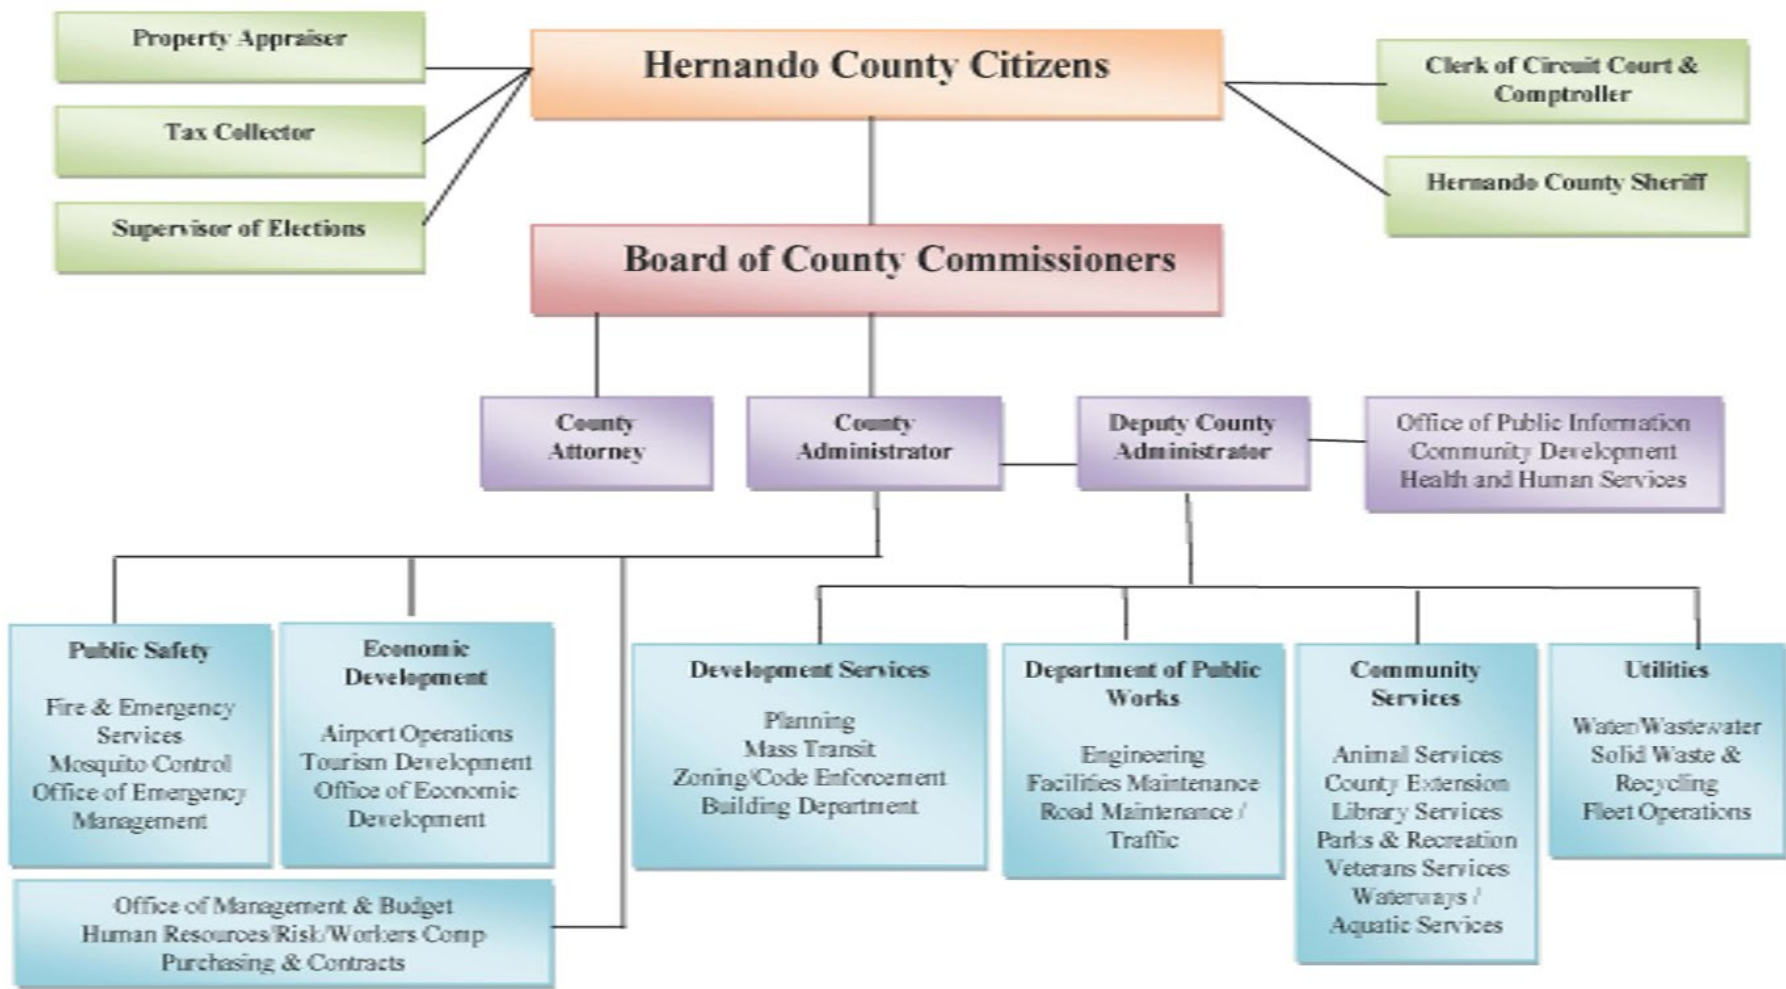 Property Appraiser
Tax Collector
Supervisor of Elections
Hernando County Citizens
Clerk of Circuit Court &
Comptroller
Hernando County Sheriff
Board of County Commissioners
County
Attorney
County
Administrator
Deputy County
Administrator
Office of Public Information
Community Development
Health and Human Services
Public Safety
Fire & Emergency
Services
Mosquito Control
Office of Emergency
Management
Economic
Development
Airport Operations
Tourism Development
Office of Economic
Development
Office of Management & Budget
Human Resources/Risk/Workers Comp
Purchasing & Contracts
Development Services
Planning
Mass Transit
Zoning/Code Enforcement
Building Department
Department of Public
Works
Engineering
Facilities Maintenance
Road Maintenance /
Traffic
Community
Services
Animal Services
County Extension
Library Services
Parks & Recreation
Veterans Services
Waterways /
Aquatic Services
Utilities
Water/Wastewater
Solid Waste &
Recycling
Fleet Operations